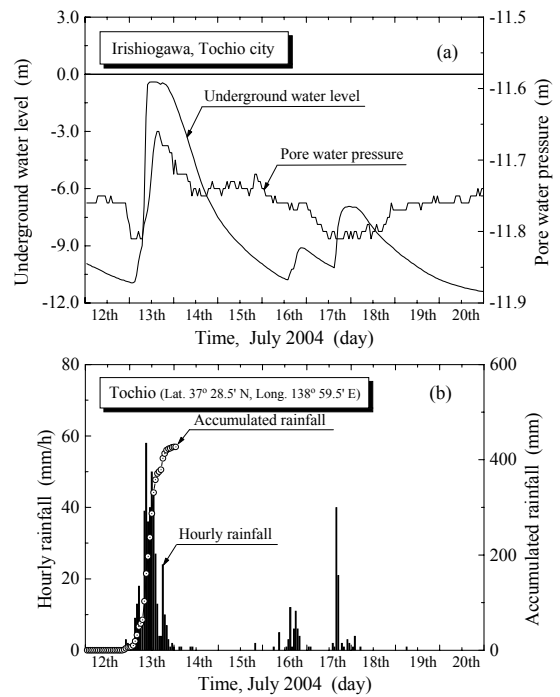 3.0
0.0
-3.0
-6.0
-9.0
-12.0
Underground water level (m)
Irishiogawa, Tochio city
(a)
Underground water level
Pore water pressure
-11.5
-11.6
-11.7
-11.8
-11.9
Pore water pressure (m)
12th 13th 14th 15th 16th 17th 18th 19th 20th
Time, July 2004 (day)
80
60
40
20
0
Hourly rainfall (mm/h)
Tochio (Lat. 37° 28.5' N, Long. 138° 59.5' E)
(b)
Accumulated rainfall
Hourly rainfall
600
400
200
0
Accumulated rainfall (mm)
12th 13th 14th 15th 16th 17th 18th 19th 20th
Time, July 2004 (day)